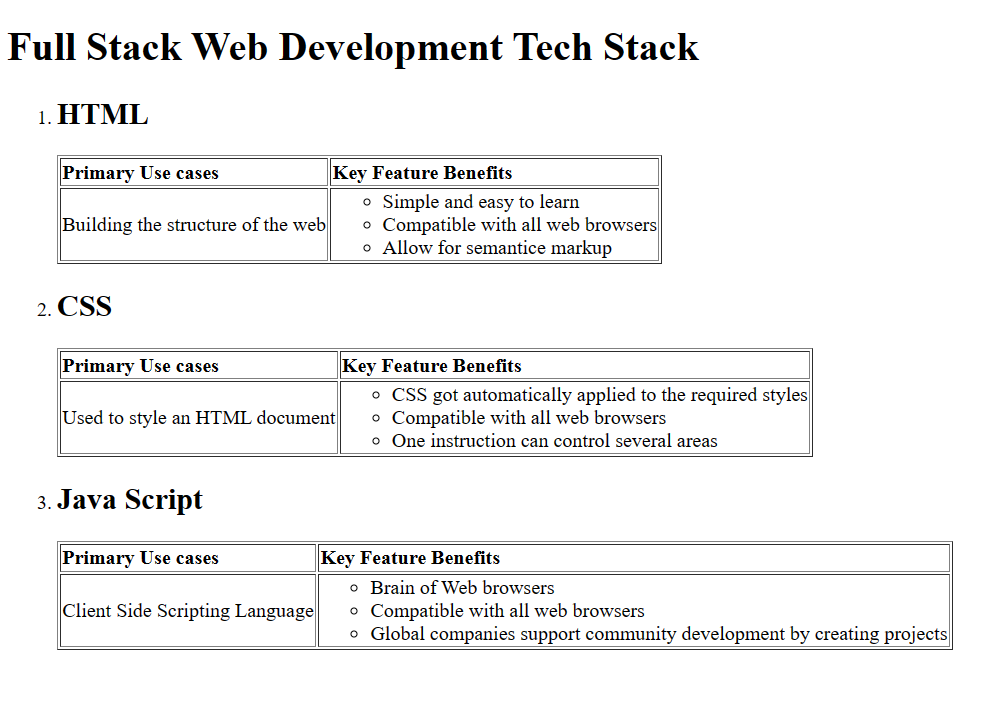 Full Stack Web Development Tech Stack
1. HTML
Primary Use cases Key Feature Benefits
Building the structure of the web
Simple and easy to learn
Compatible with all web browsers
Allow for semantice markup
2. CSS
Primary Use cases Key Feature Benefits
Used to style an HTML document
CSS got automatically applied to the required styles
Compatible with all web browsers
One instruction can control several areas
3. Java Script
Primary Use cases Key Feature Benefits
Client Side Scripting Language
Brain of Web browsers
Compatible with all web browsers
Global companies support community development by creating projects